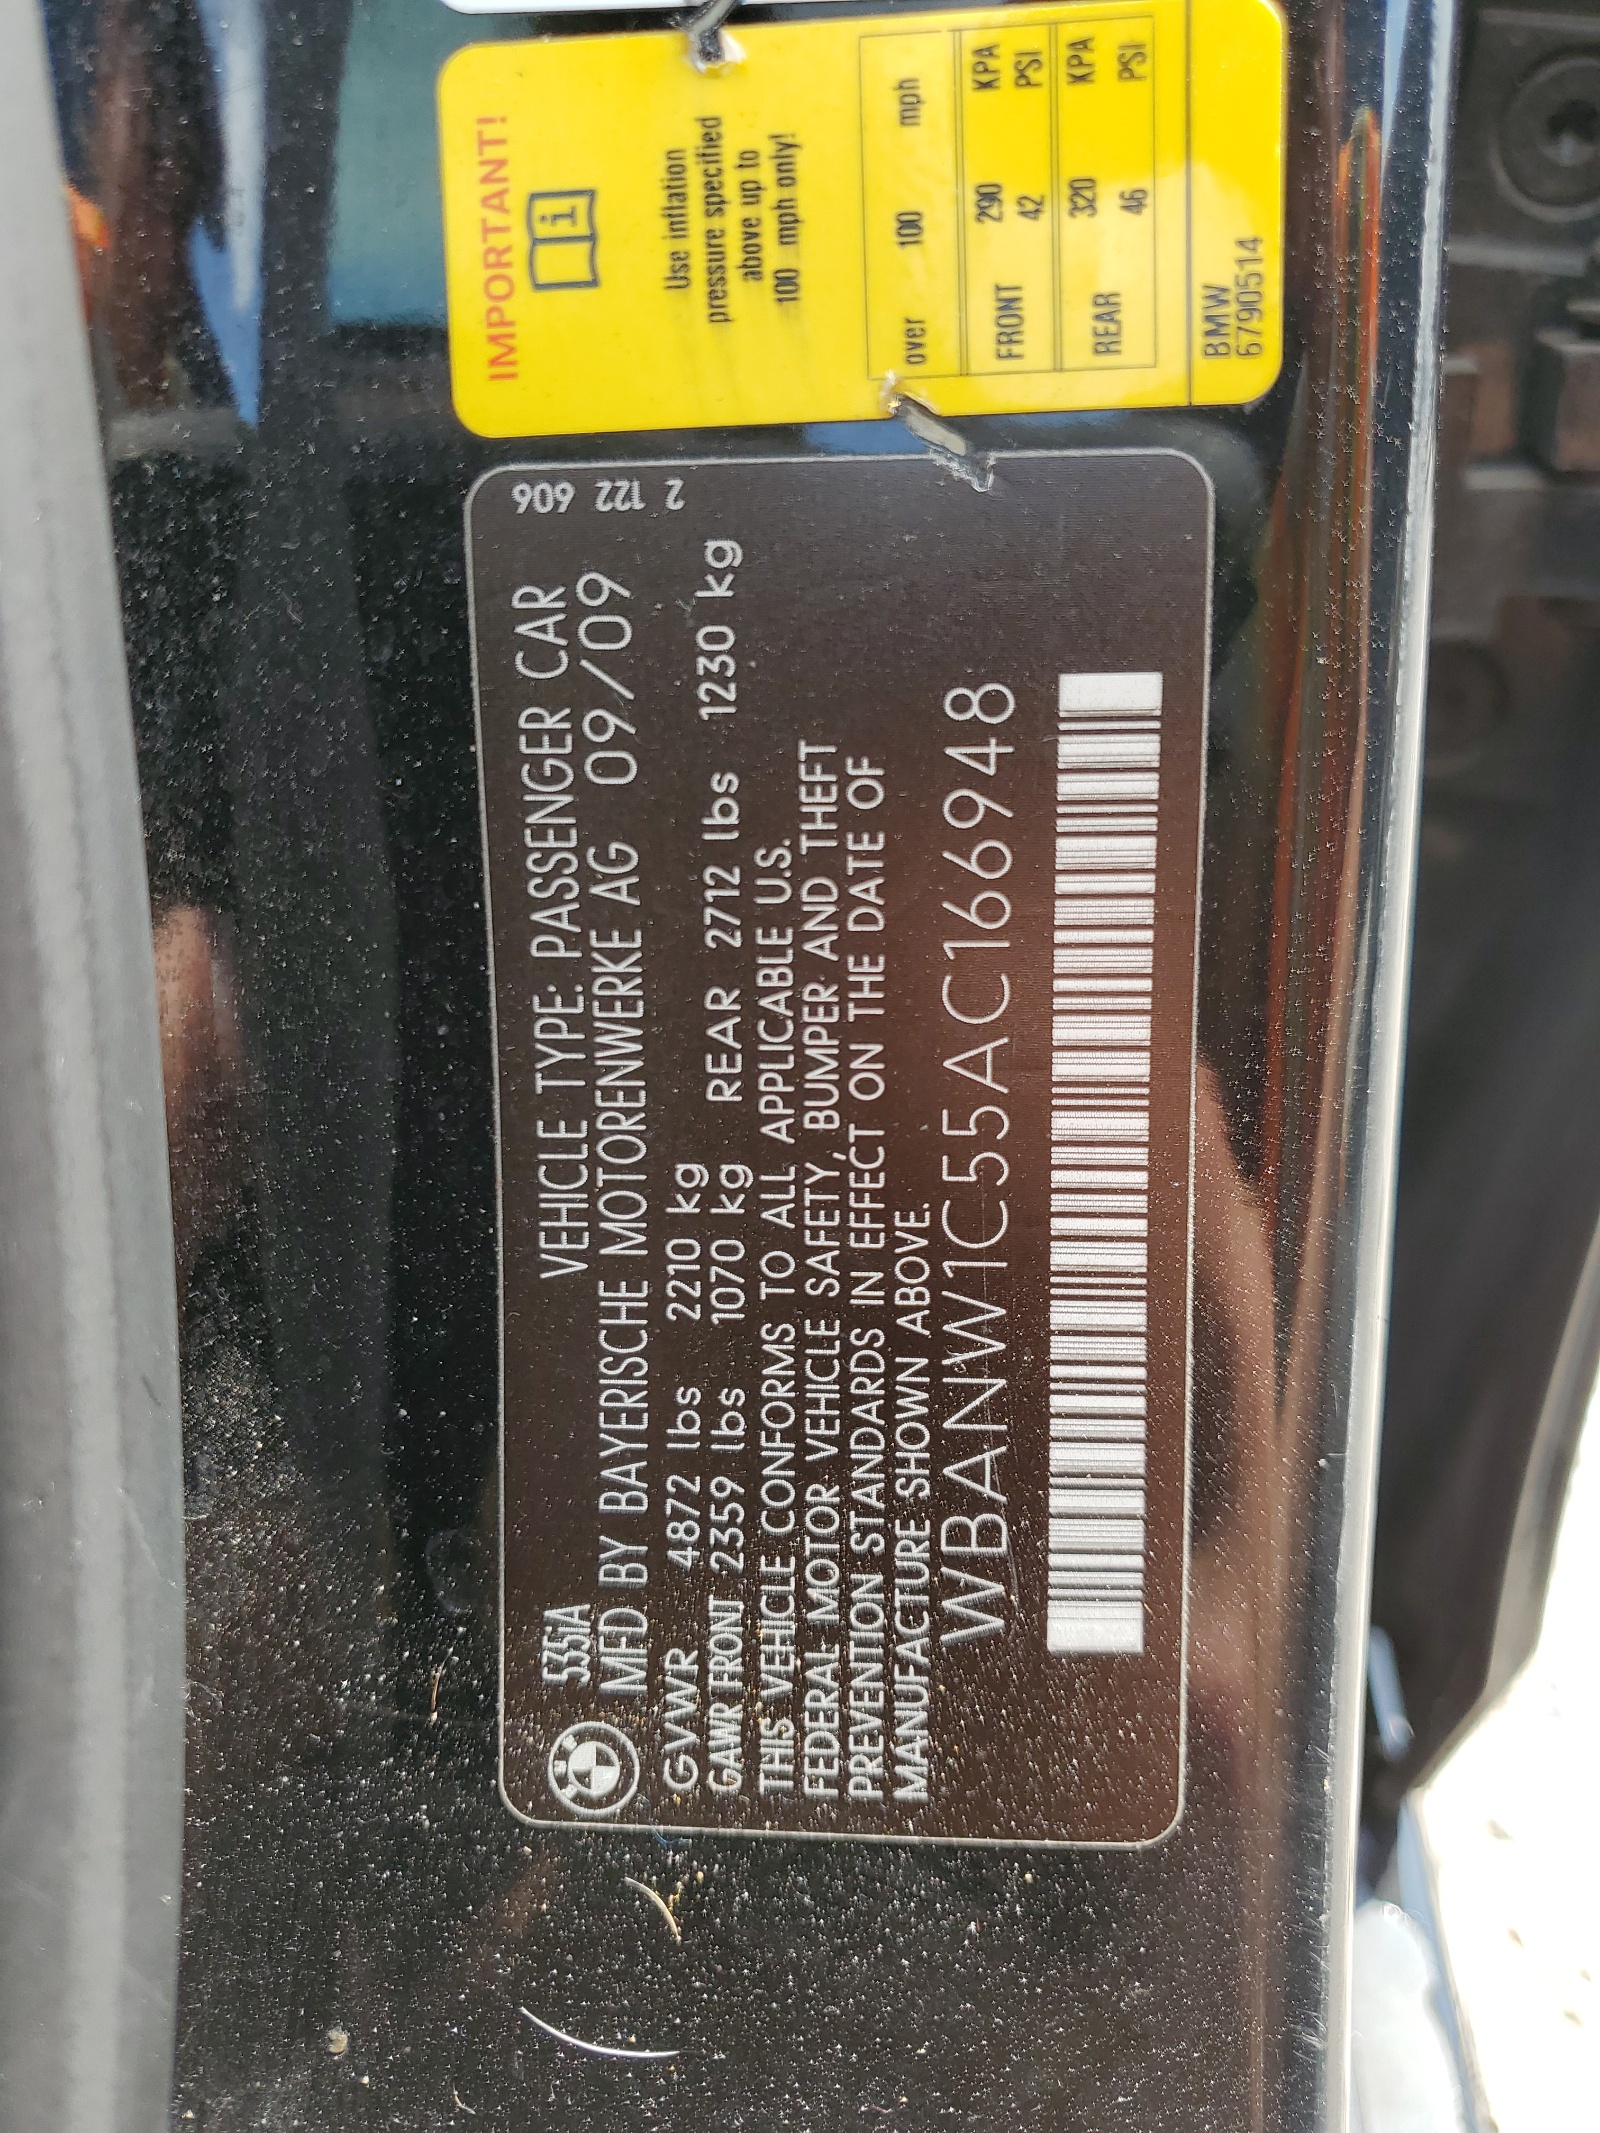 IMPORTANT!
i
Use inflation
pressure specified
above up to
100 mph only!
over 100 mph
FRONT 290 KPA
42 PSI
REAR 320 KPA
46 PSI
BMW
6790514
2 122 606
535iA VEHICLE TYPE: PASSENGER CAR
MFD BY BAYERISCHE MOTORENWERKE AG 09/09
GVWR 4872 lbs 2210 kg
GAWR FRONT 2359 lbs 1070 kg REAR 2712 lbs 1230 kg
THIS VEHICLE CONFORMS TO ALL APPLICABLE U.S.
FEDERAL MOTOR VEHICLE SAFETY, BUMPER AND THEFT
PREVENTION STANDARDS IN EFFECT ON THE DATE OF
MANUFACTURE SHOWN ABOVE.
WBANW1C55AC166948